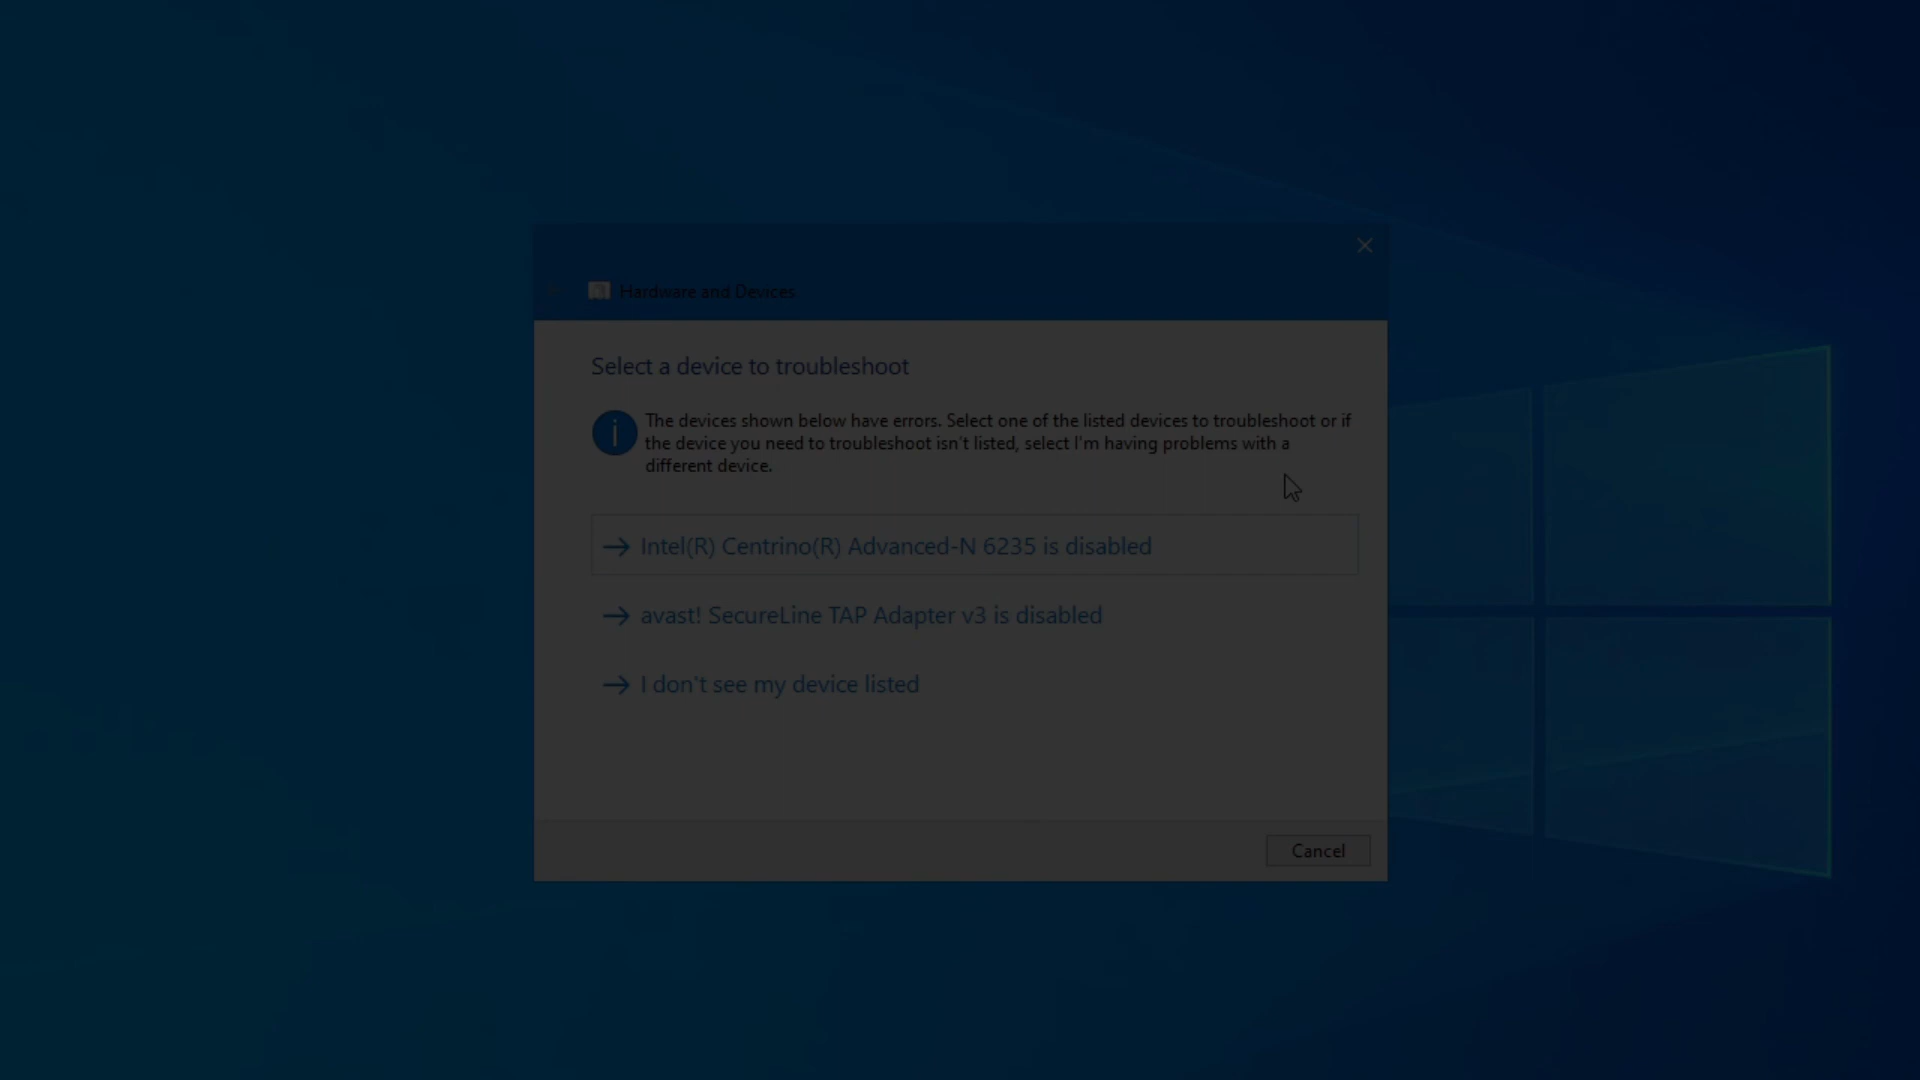 Hardware and Devices
Select a device to troubleshoot
The devices shown below have errors. Select one of the listed devices to troubleshoot or if
the device you need to troubleshoot isn't listed, select I'm having problems with a
different device.
Intel(R) Centrino(R) Advanced-N 6235 is disabled
avast! SecureLine TAP Adapter v3 is disabled
I don't see my device listed
Cancel